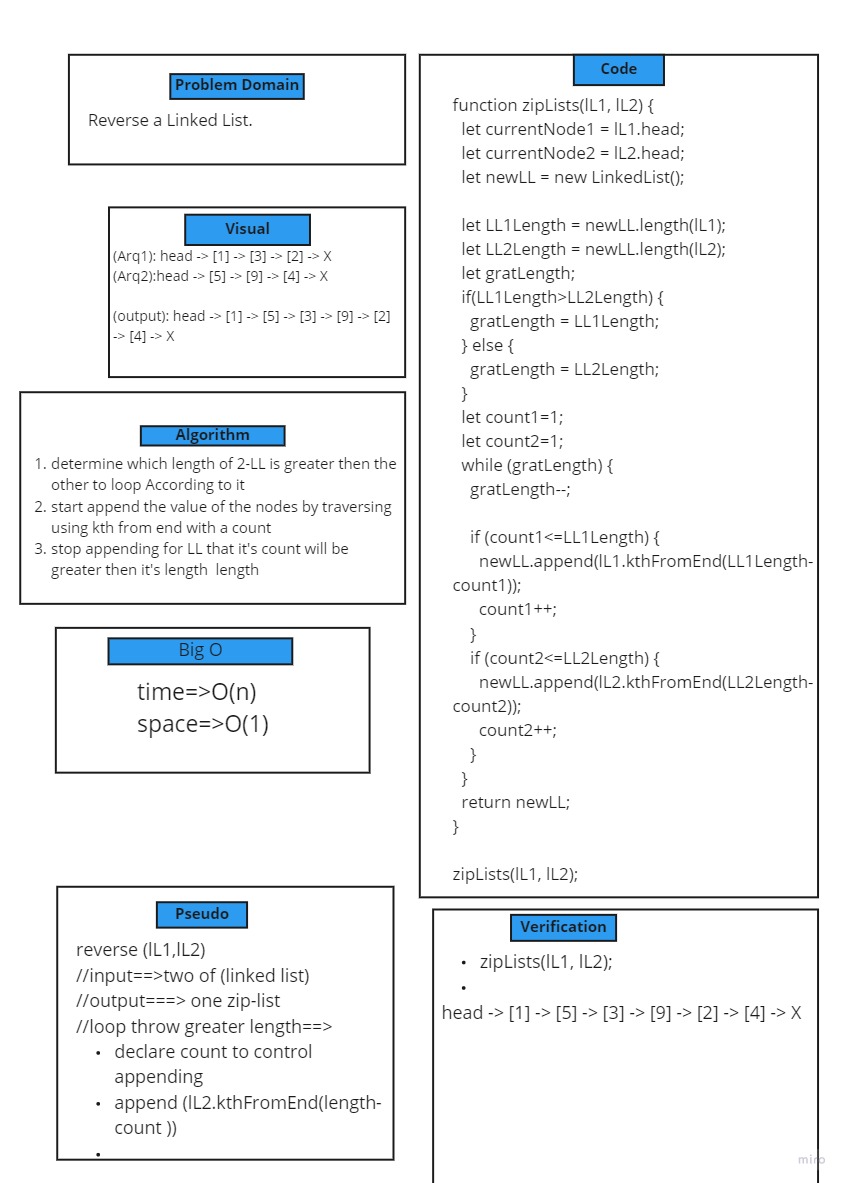 Problem Domain
Reverse a Linked List.
Visual
(Arq1): head -> [1] -> [3] -> [2] -> X
(Arq2):head -> [5] -> [9] -> [4] -> X
(output): head -> [1] -> [5] -> [3] -> [9] -> [2]
-> [4] -> X
Algorithm
1. determine which length of 2-LL is greater then the
other to loop According to it
2. start append the value of the nodes by traversing
using kth from end with a count
3. stop appending for LL that it's count will be
greater then it's length  length
Big O
time=>O(n)
space=>O(1)
Pseudo
reverse (lL1,lL2)
//input==>two of (linked list)
//output===> one zip-list
//loop throw greater length==>
• declare count to control
appending
• append (lL2.kthFromEnd(length-
count ))
•
Code
function zipLists(lL1, lL2) {
let currentNode1 = lL1.head;
let currentNode2 = lL2.head;
let newLL = new LinkedList();
let LL1Length = newLL.length(lL1);
let LL2Length = newLL.length(lL2);
let gratLength;
if(LL1Length>LL2Length) {
gratLength = LL1Length;
} else {
gratLength = LL2Length;
}
let count1=1;
let count2=1;
while (gratLength) {
gratLength--;
if (count1<=LL1Length) {
newLL.append(lL1.kthFromEnd(LL1Length-
count1));
count1++;
}
if (count2<=LL2Length) {
newLL.append(lL2.kthFromEnd(LL2Length-
count2));
count2++;
}
}
return newLL;
}
zipLists(lL1, lL2);
Verification
• zipLists(lL1, lL2);
•
head -> [1] -> [5] -> [3] -> [9] -> [2] -> [4] -> X
miro